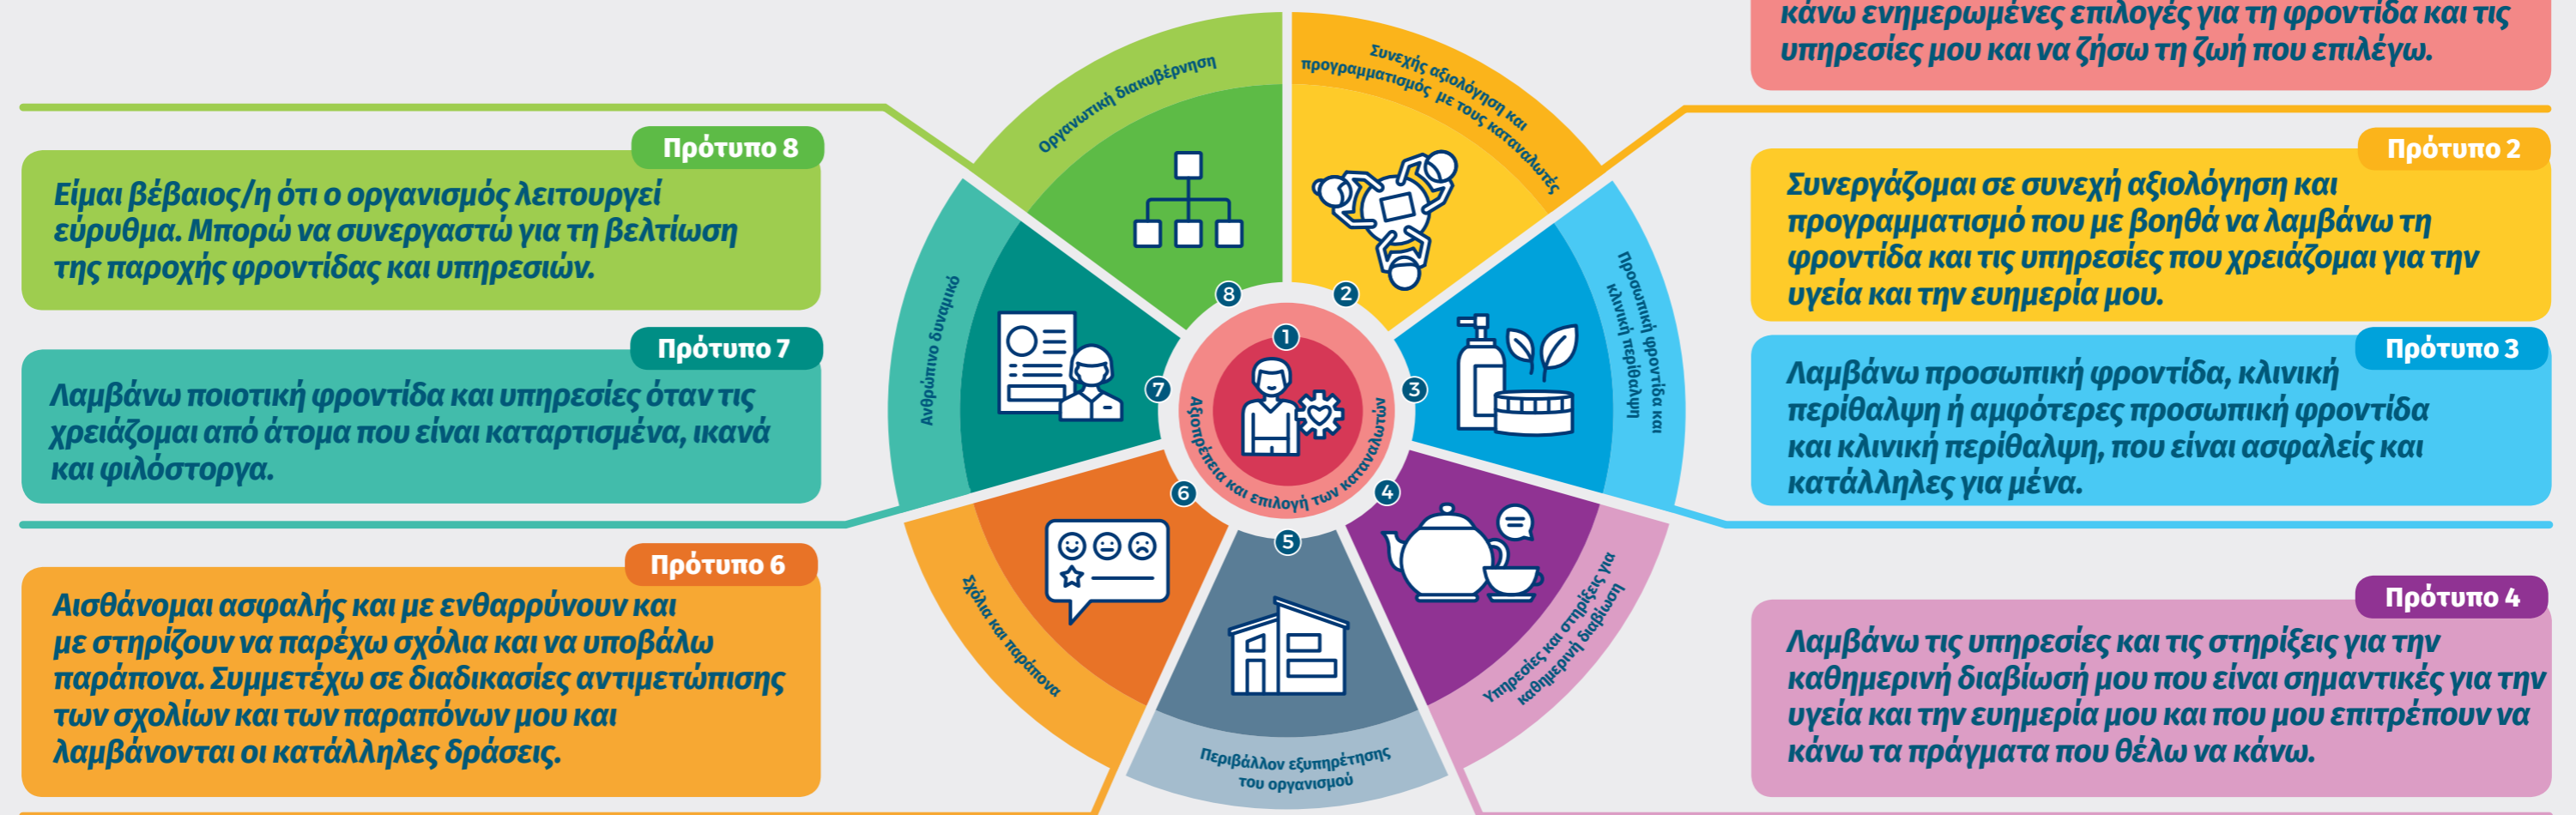 κάνω ενημερωμένες επιλογές για τη φροντίδα και τις
υπηρεσίες μου και να ζήσω τη ζωή που επιλέγω.
Πρότυπο 8
Είμαι βέβαιος/η ότι ο οργανισμός λειτουργεί
εύρυθμα. Μπορώ να συνεργαστώ για τη βελτίωση
της παροχής φροντίδας και υπηρεσιών.
Πρότυπο 7
Λαμβάνω ποιοτική φροντίδα και υπηρεσίες όταν τις
χρειάζομαι από άτομα που είναι καταρτισμένα, ικανά
και φιλόστοργα.
Πρότυπο 6
Αισθάνομαι ασφαλής και με ενθαρρύνουν και
με στηρίζουν να παρέχω σχόλια και να υποβάλω
παράπονα. Συμμετέχω σε διαδικασίες αντιμετώπισης
των σχολίων και των παραπόνων μου και
λαμβάνονται οι κατάλληλες δράσεις.
Οργανωτική διακυβέρνηση
Συνεχής αξιολόγηση και
προγραμματισμός με τους καταναλωτές
Ανθρώπινο δυναμικό
Προσωπική φροντίδα και
κλινική περίθαλψη
8
2
1
7
3
Αξιοπρέπεια και επιλογή των καταναλωτών
6
4
5
Σχόλια και παράπονα
Υπηρεσίες και στηρίξεις για
καθημερινή διαβίωση
Περιβάλλον εξυπηρέτησης
του οργανισμού
Πρότυπο 2
Συνεργάζομαι σε συνεχή αξιολόγηση και
προγραμματισμό που με βοηθά να λαμβάνω τη
φροντίδα και τις υπηρεσίες που χρειάζομαι για την
υγεία και την ευημερία μου.
Πρότυπο 3
Λαμβάνω προσωπική φροντίδα, κλινική
περίθαλψη ή αμφότερες προσωπική φροντίδα
και κλινική περίθαλψη, που είναι ασφαλείς και
κατάλληλες για μένα.
Πρότυπο 4
Λαμβάνω τις υπηρεσίες και τις στηρίξεις για την
καθημερινή διαβίωσή μου που είναι σημαντικές για την
υγεία και την ευημερία μου και που μου επιτρέπουν να
κάνω τα πράγματα που θέλω να κάνω.